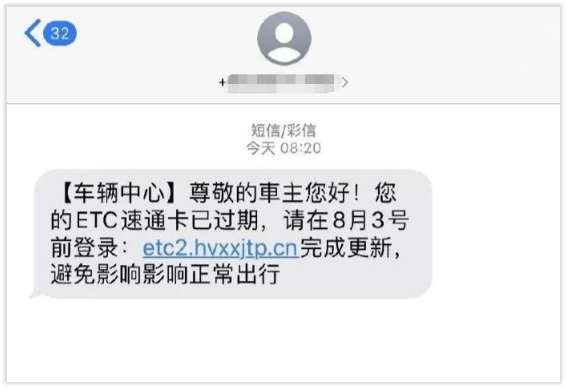 32
+
短信/彩信
今天 08:20
【车辆中心】尊敬的車主您好！您
的ETC速通卡已过期，请在8月3号
前登录：etc2.hvxxjtp.cn完成更新，
避免影响影响正常出行